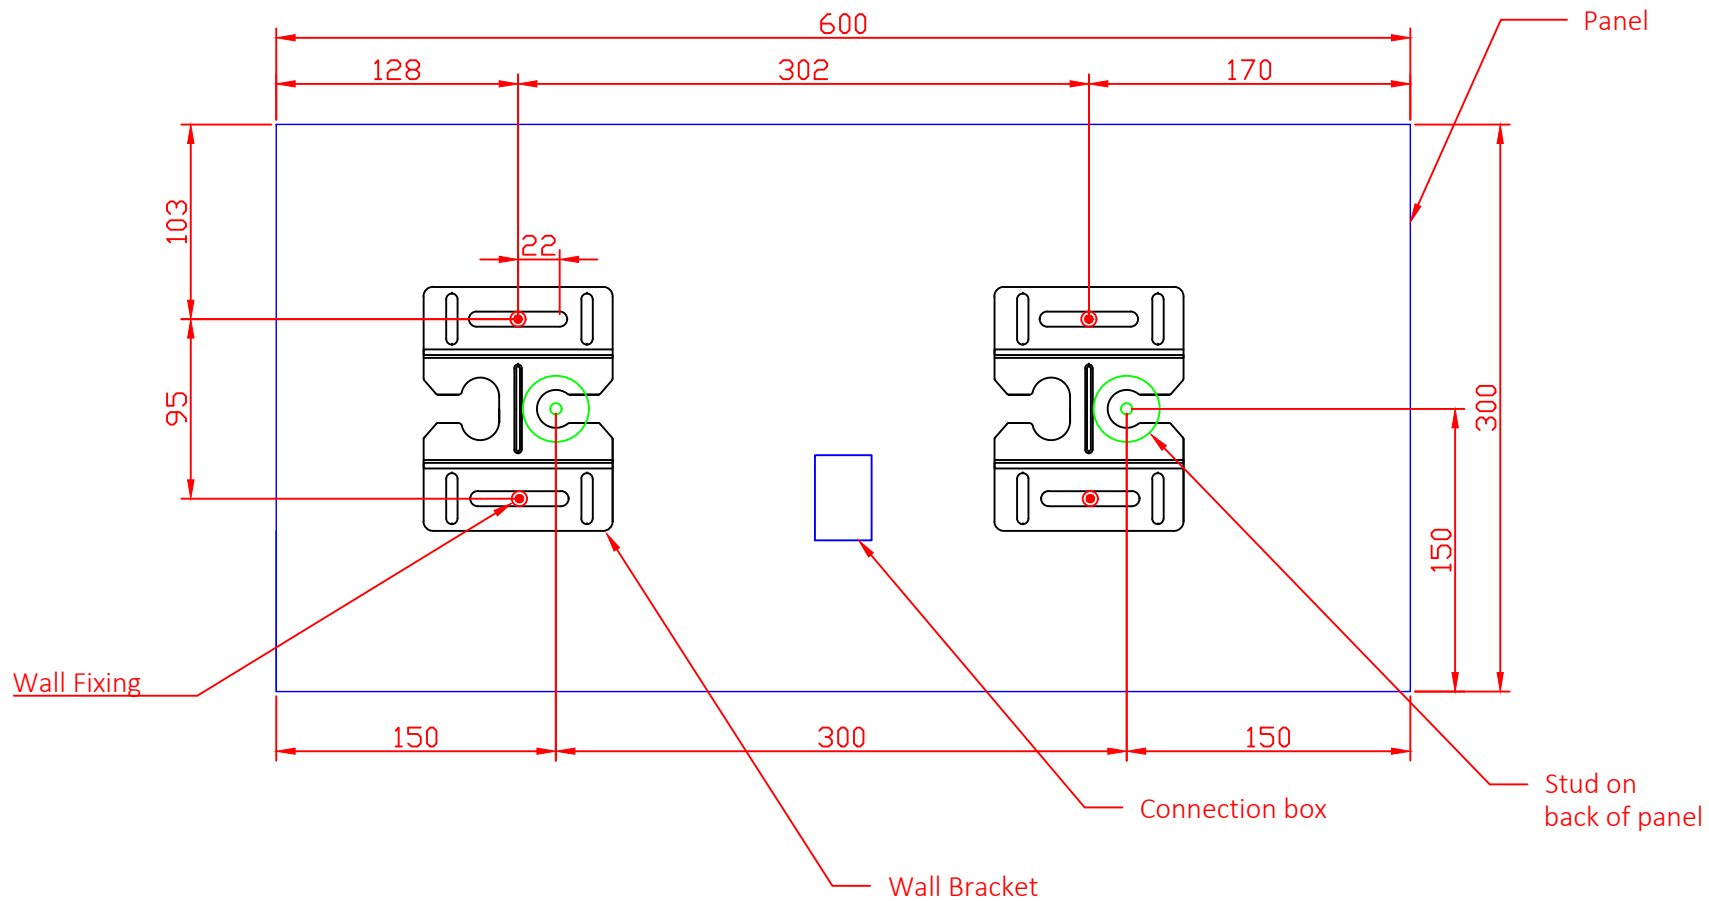 600
Panel
128
302
170
103
22
95
300
150
Wall Fixing
150
300
150
Stud on
back of panel
Connection box
Wall Bracket